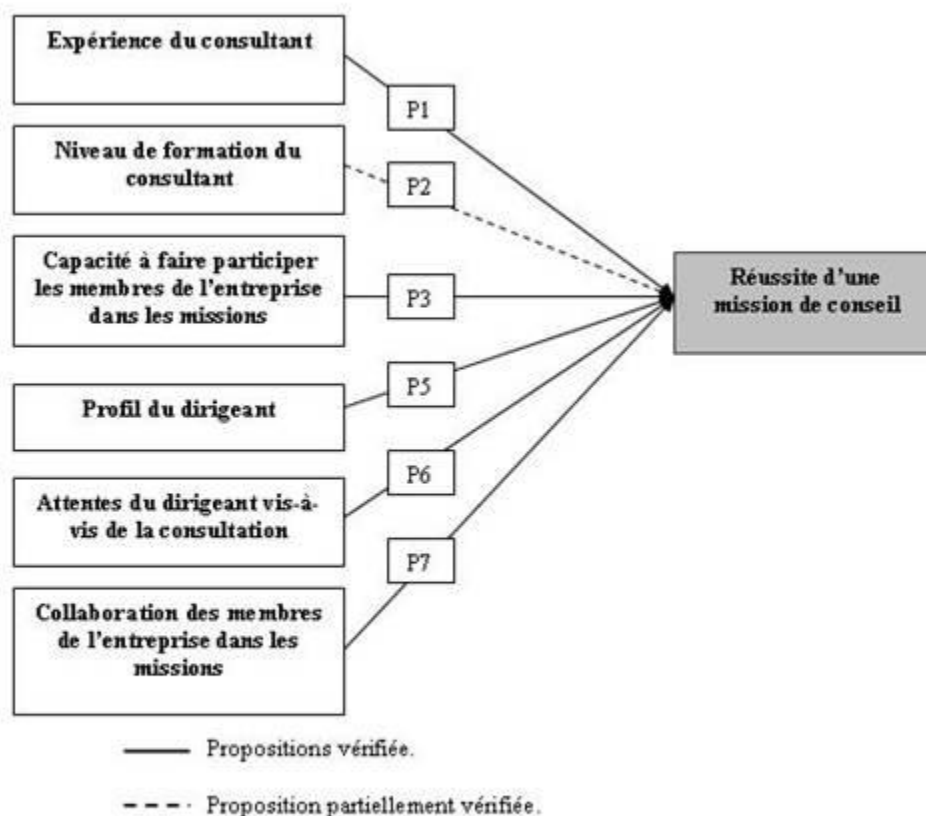 Expérience du consultant
P1
Niveau de formation du
consultant
P2
Capacité à faire participer
les membres de l'entreprise
dans les missions
P3
Réussite d'une
mission de conseil
Profil du dirigeant
P5
Attentes du dirigeant vis-à-
vis de la consultation
P6
P7
Collaboration des membres
de l'entreprise dans les
missions
Propositions vérifiée.
Proposition partiellement vérifiée.